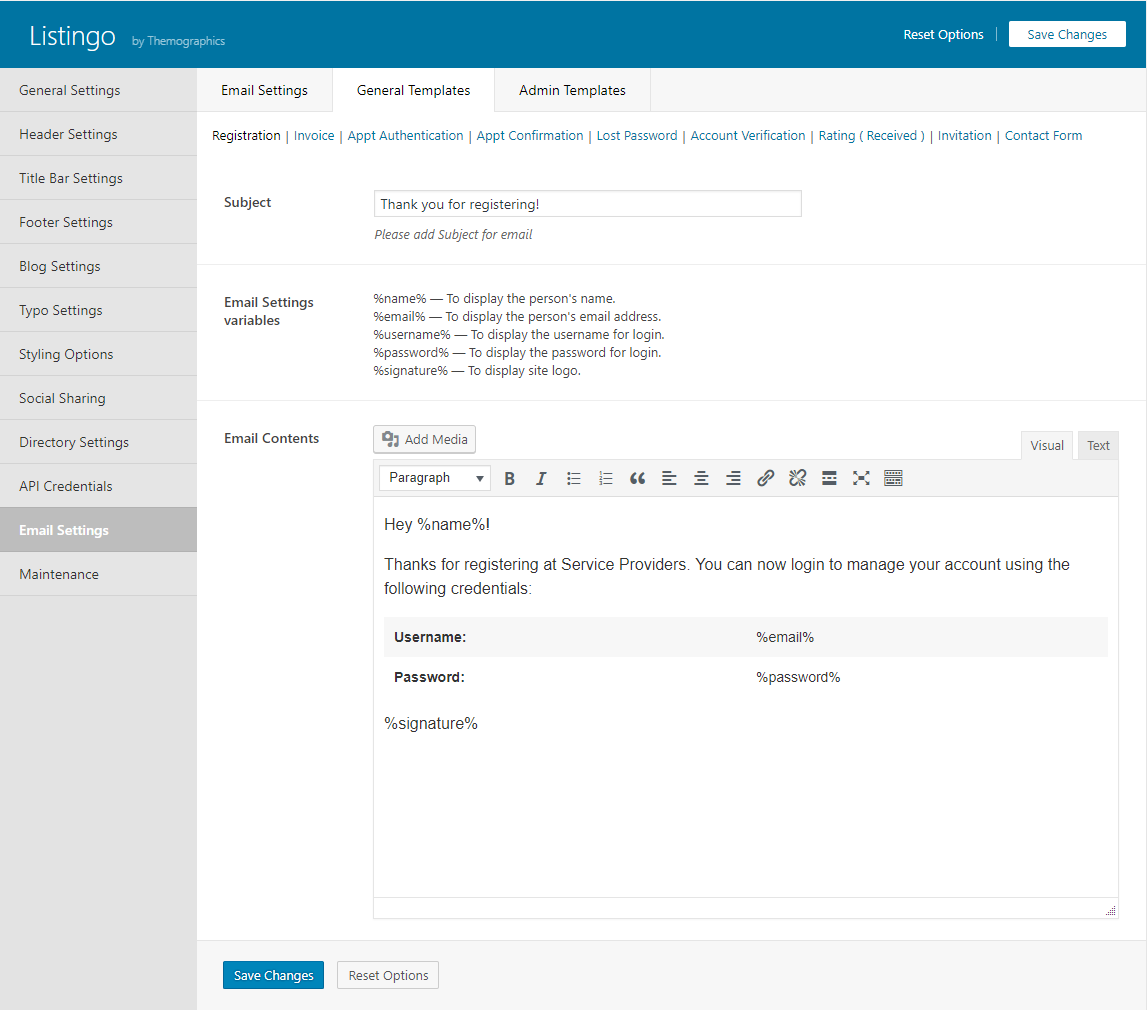 Listingo by Themographics
Reset Options | Save Changes
General Settings
Header Settings
Title Bar Settings
Footer Settings
Blog Settings
Typo Settings
Styling Options
Social Sharing
Directory Settings
API Credentials
Email Settings
Maintenance
Email Settings General Templates Admin Templates
Registration | Invoice | Appt Authentication | Appt Confirmation | Lost Password | Account Verification | Rating ( Received ) | Invitation | Contact Form
Subject
Thank you for registering!
Please add Subject for email
Email Settings
variables
%name% — To display the person's name.
%email% — To display the person's email address.
%username% — To display the username for login.
%password% — To display the password for login.
%signature% — To display site logo.
Email Contents
Add Media
Visual Text
Paragraph B I
Hey %name%!
Thanks for registering at Service Providers. You can now login to manage your account using the
following credentials:
Username: %email%
Password: %password%
%signature%
Save Changes Reset Options